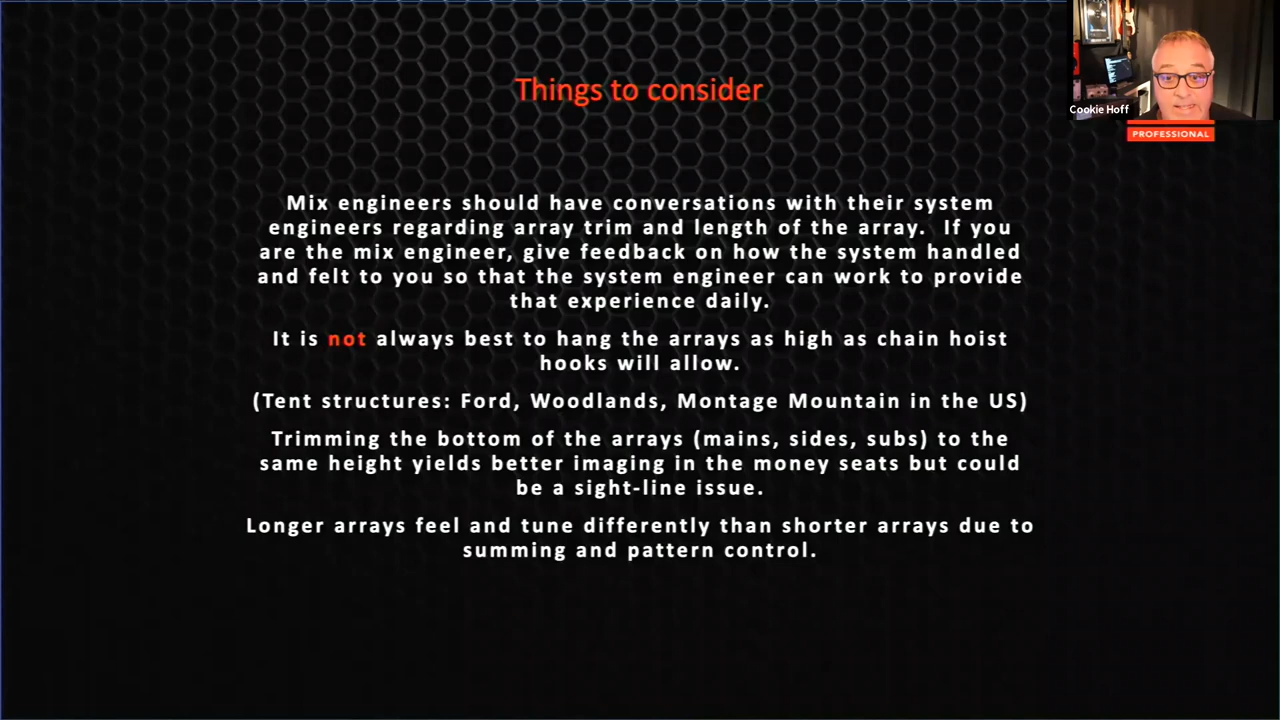 Things to consider
Cookie Hoff
PROFESSIONAL
Mix engineers should have conversations with their system
engineers regarding array trim and length of the array.  If you
are the mix engineer, give feedback on how the system handled
and felt to you so that the system engineer can work to provide
that experience daily.
It is not always best to hang the arrays as high as chain hoist
hooks will allow.
(Tent structures: Ford, Woodlands, Montage Mountain in the US)
Trimming the bottom of the arrays (mains, sides, subs) to the
same height yields better imaging in the money seats but could
be a sight-line issue.
Longer arrays feel and tune differently than shorter arrays due to
summing and pattern control.